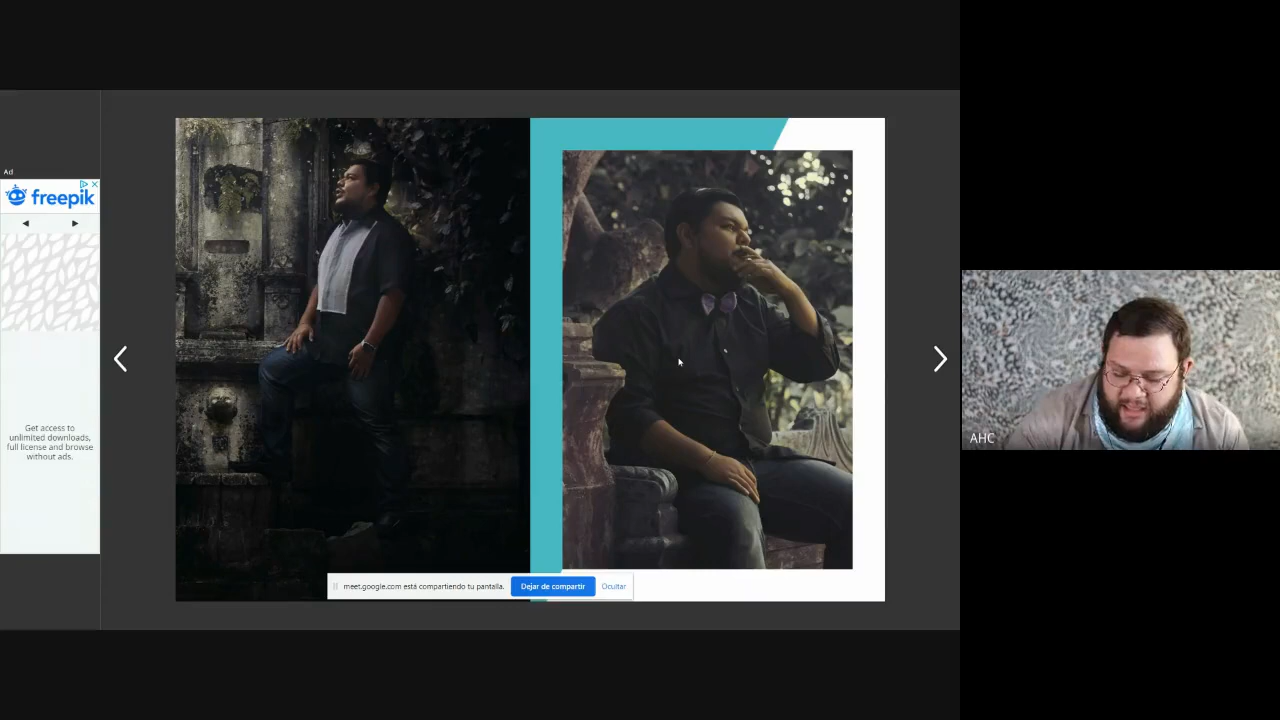 Ad
freepik
Get access to
unlimited downloads,
full license and browse
without ads.
meet.google.com está compartiendo tu pantalla.
Dejar de compartir
Ocultar
AHC